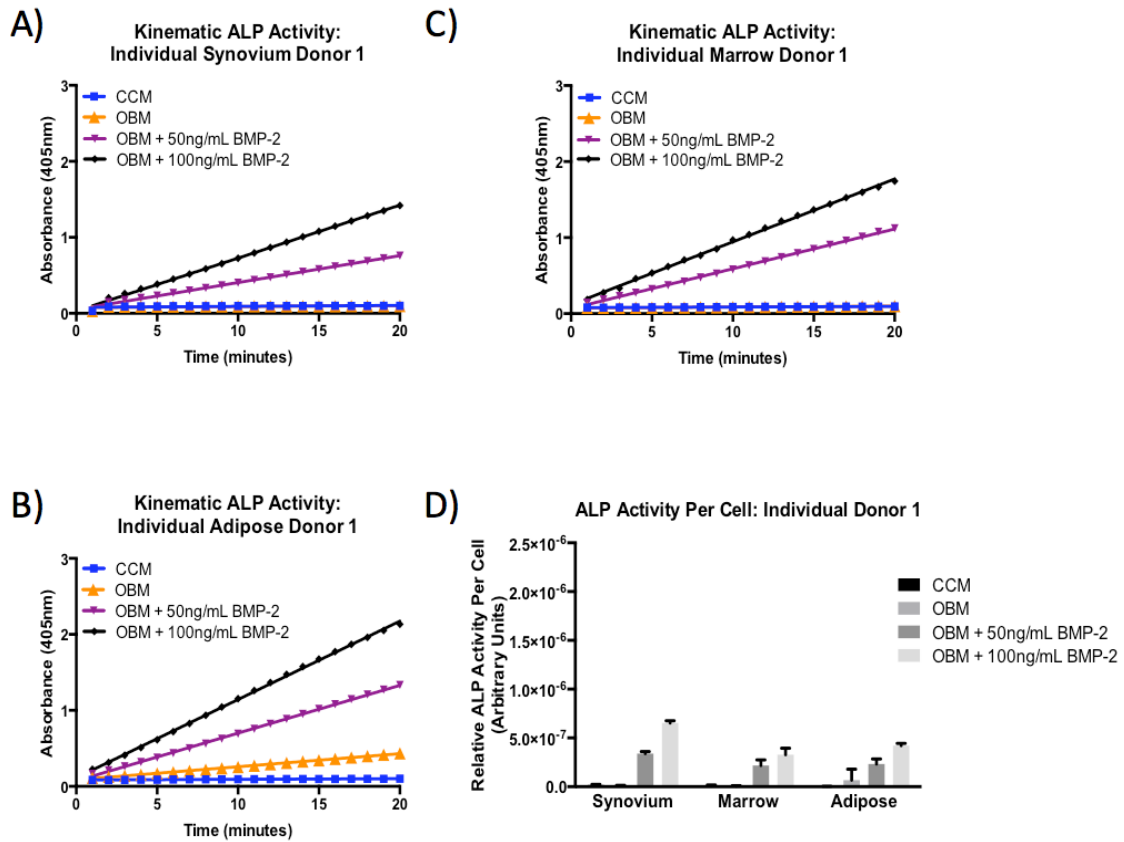 A)
Kinematic ALP Activity:
Individual Synovium Donor 1
Absorbance (405nm)
3
2
1
0
CCM
OBM
OBM + 50ng/mL BMP-2
OBM + 100ng/mL BMP-2
0 5 10 15 20
Time (minutes)
C)
Kinematic ALP Activity:
Individual Marrow Donor 1
Absorbance (405nm)
3
2
1
0
CCM
OBM
OBM + 50ng/mL BMP-2
OBM + 100ng/mL BMP-2
0 5 10 15 20
Time (minutes)
B)
Kinematic ALP Activity:
Individual Adipose Donor 1
Absorbance (405nm)
3
2
1
0
CCM
OBM
OBM + 50ng/mL BMP-2
OBM + 100ng/mL BMP-2
0 5 10 15 20
Time (minutes)
D)
ALP Activity Per Cell: Individual Donor 1
Relative ALP Activity Per Cell
(Arbitrary Units)
2.5×10-6
2.0×10-6
1.5×10-6
1.0×10-6
5.0×10-7
0.0
CCM
OBM
OBM + 50ng/mL BMP-2
OBM + 100ng/mL BMP-2
Synovium Marrow Adipose